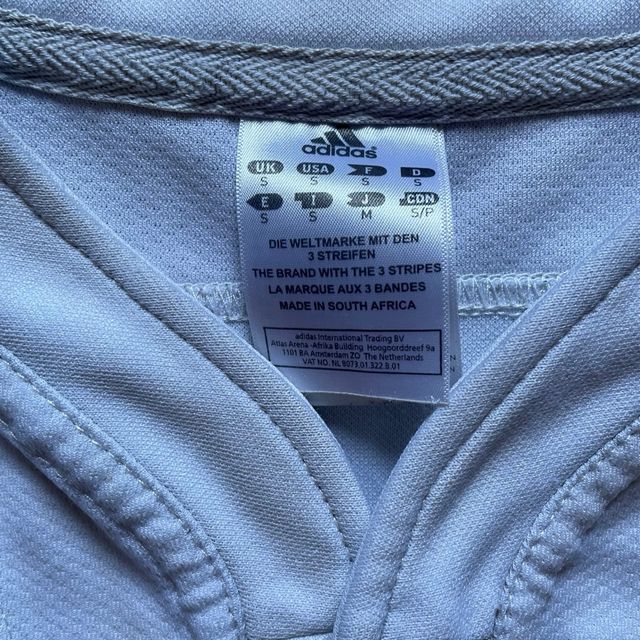 adidas
UK USA F D
S S S S
E I J CDN
S S M S/P
DIE WELTMARKE MIT DEN
3 STREIFEN
THE BRAND WITH THE 3 STRIPES
LA MARQUE AUX 3 BANDES
MADE IN SOUTH AFRICA
adidas International Trading BV
Atlas Arena -Afrika Building Hoogoorddreef 9a
1101 BA Amsterdam ZO The Netherlands
VAT NO. NL 8073.01.322.B.01